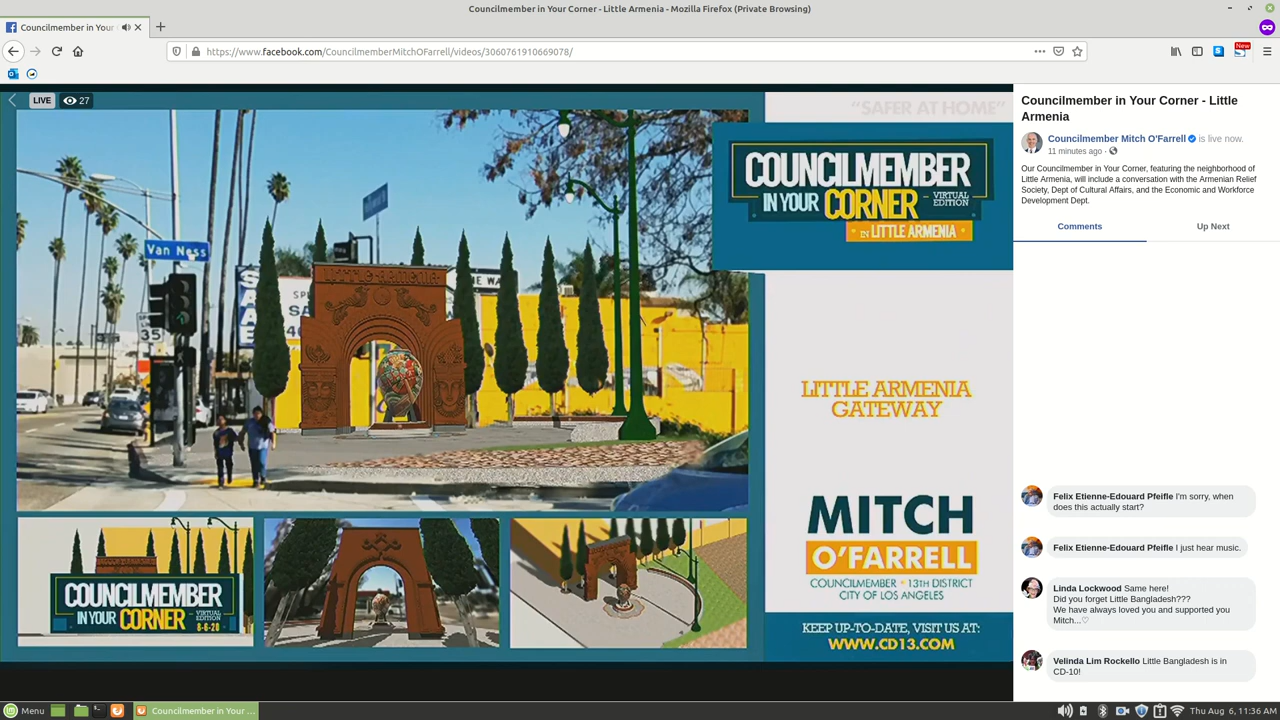 Councilmember in Your Corner - Little Armenia - Mozilla Firefox (Private Browsing)
Councilmember in Your
https://www.facebook.com/CouncilmemberMitchOFarrell/videos/3060761910669078/
New
LIVE
27
Van Ness
SPEED
35
SALE
LITTLE ARMENIA
"SAFER AT HOME"
COUNCILMEMBER
IN YOUR CORNER VIRTUAL EDITION
IN LITTLE ARMENIA
LITTLE ARMENIA
GATEWAY
MITCH
O'FARRELL
COUNCILMEMBER • 13TH DISTRICT
CITY OF LOS ANGELES
KEEP UP-TO-DATE, VISIT US AT:
WWW.CD13.COM
COUNCILMEMBER
IN YOUR CORNER VIRTUAL EDITION
8-6-20
Councilmember in Your Corner - Little
Armenia
Councilmember Mitch O'Farrell is live now.
11 minutes ago ·
Our Councilmember in Your Corner, featuring the neighborhood of
Little Armenia, will include a conversation with the Armenian Relief
Society, Dept of Cultural Affairs, and the Economic and Workforce
Development Dept.
Comments
Up Next
Felix Etienne-Edouard Pfeifle I'm sorry, when
does this actually start?
Felix Etienne-Edouard Pfeifle I just hear music.
Linda Lockwood Same here!
Did you forget Little Bangladesh???
We have always loved you and supported you
Mitch...♡
Velinda Lim Rockello Little Bangladesh is in
CD-10!
Menu
Councilmember in Your ...
Thu Aug 6, 11:36 AM